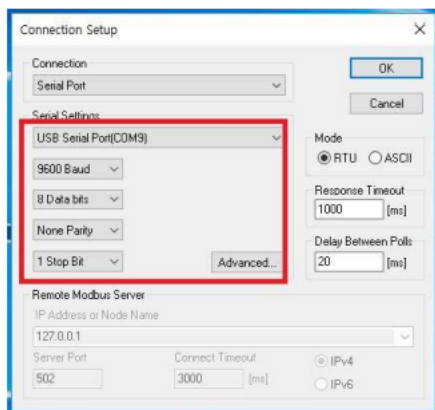 Connection Setup
Connection
OK
Serial Port
Cancel
Serial Settings
USB Serial Port(COM9)
Mode
RTU
ASCII
9600 Baud
8 Data bits
Response Timeout
1000 [ms]
None Parity
Delay Between Polls
1 Stop Bit
Advanced...
20 [ms]
Remote Modbus Server
IP Address or Node Name
127.0.0.1
Server Port
Connect Timeout
IPv4
502
3000 [ms]
IPv6